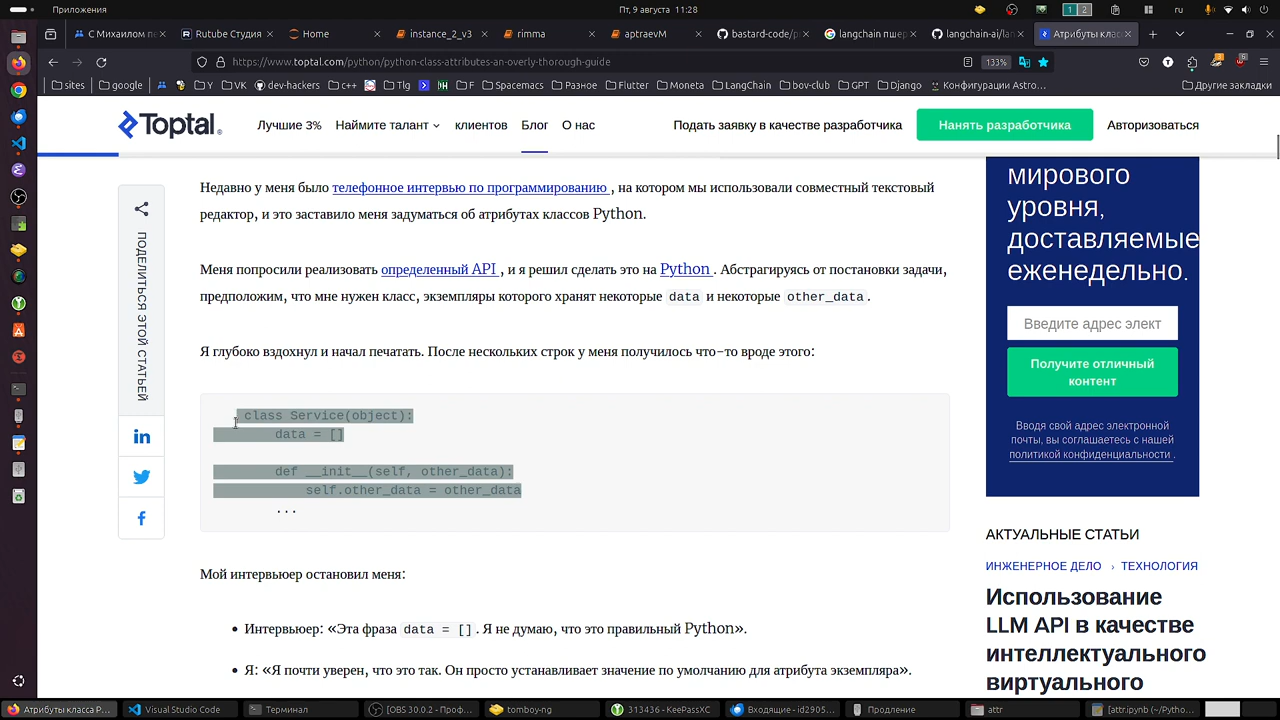 Приложения
Пт, 9 августа 11:28
1 2
ru
С Михаилом пе
Rutube Студия
Home
instance_2_v3
rimma
aptraevM
bastard-code/p
langchain пшер
langchain-ai/lan
Атрибуты клас
https://www.toptal.com/python/python-class-attributes-an-overly-thorough-guide
133%
sites
google
Y
VK
dev-hackers
c++
Tlg
F
Spacemacs
Разное
Flutter
Moneta
LangChain
bov-club
GPT
Django
Конфигурации Astro…
Другие закладки
Toptal
Лучшие 3%
Наймите талант
клиентов
Блог
О нас
Подать заявку в качестве разработчика
Нанять разработчика
Авторизоваться
ПОДЕЛИТЬСЯ ЭТОЙ СТАТЬЕЙ
Недавно у меня было телефонное интервью по программированию , на котором мы использовали совместный текстовый
редактор, и это заставило меня задуматься об атрибутах классов Python.
Меня попросили реализовать определенный API , и я решил сделать это на Python . Абстрагируясь от постановки задачи,
предположим, что мне нужен класс, экземпляры которого хранят некоторые data и некоторые other_data.
Я глубоко вздохнул и начал печатать. После нескольких строк у меня получилось что-то вроде этого:
class Service(object):
data = []
def __init__(self, other_data):
self.other_data = other_data
...
Мой интервьюер остановил меня:
• Интервьюер: «Эта фраза data = []. Я не думаю, что это правильный Python».
• Я: «Я почти уверен, что это так. Он просто устанавливает значение по умолчанию для атрибута экземпляра».
мирового
уровня,
доставляемые
еженедельно.
Введите адрес элект
Получите отличный
контент
Вводя свой адрес электронной
почты, вы соглашаетесь с нашей
политикой конфиденциальности .
АКТУАЛЬНЫЕ СТАТЬИ
ИНЖЕНЕРНОЕ ДЕЛО › ТЕХНОЛОГИЯ
Использование
LLM API в качестве
интеллектуального
виртуального
Атрибуты класса P…
Visual Studio Code
Терминал
[OBS 30.0.2 - Проф…
tomboy-ng
313436 - KeePassXC
Входящие - id2905…
Продление
attr
[attr.ipynb (~/Pytho…